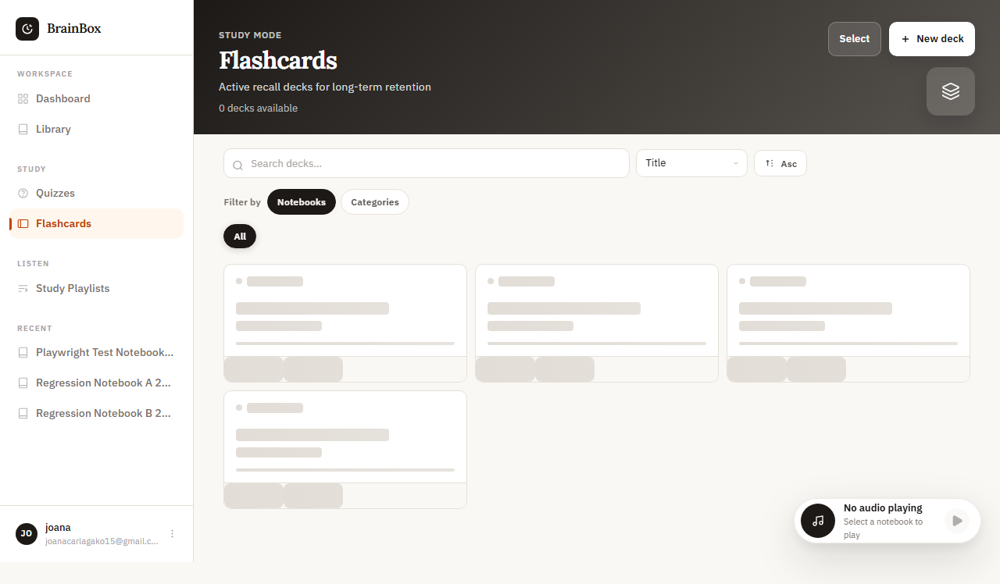 BrainBox
WORKSPACE
Dashboard
Library
STUDY
Quizzes
Flashcards
LISTEN
Study Playlists
RECENT
Playwright Test Notebook...
Regression Notebook A 2...
Regression Notebook B 2...
JO
joana
joanacarlagako15@gmail.c...
STUDY MODE
Flashcards
Active recall decks for long-term retention
0 decks available
Select
New deck
Search decks...
Title
Asc
Filter by
Notebooks
Categories
All
No audio playing
Select a notebook to
play